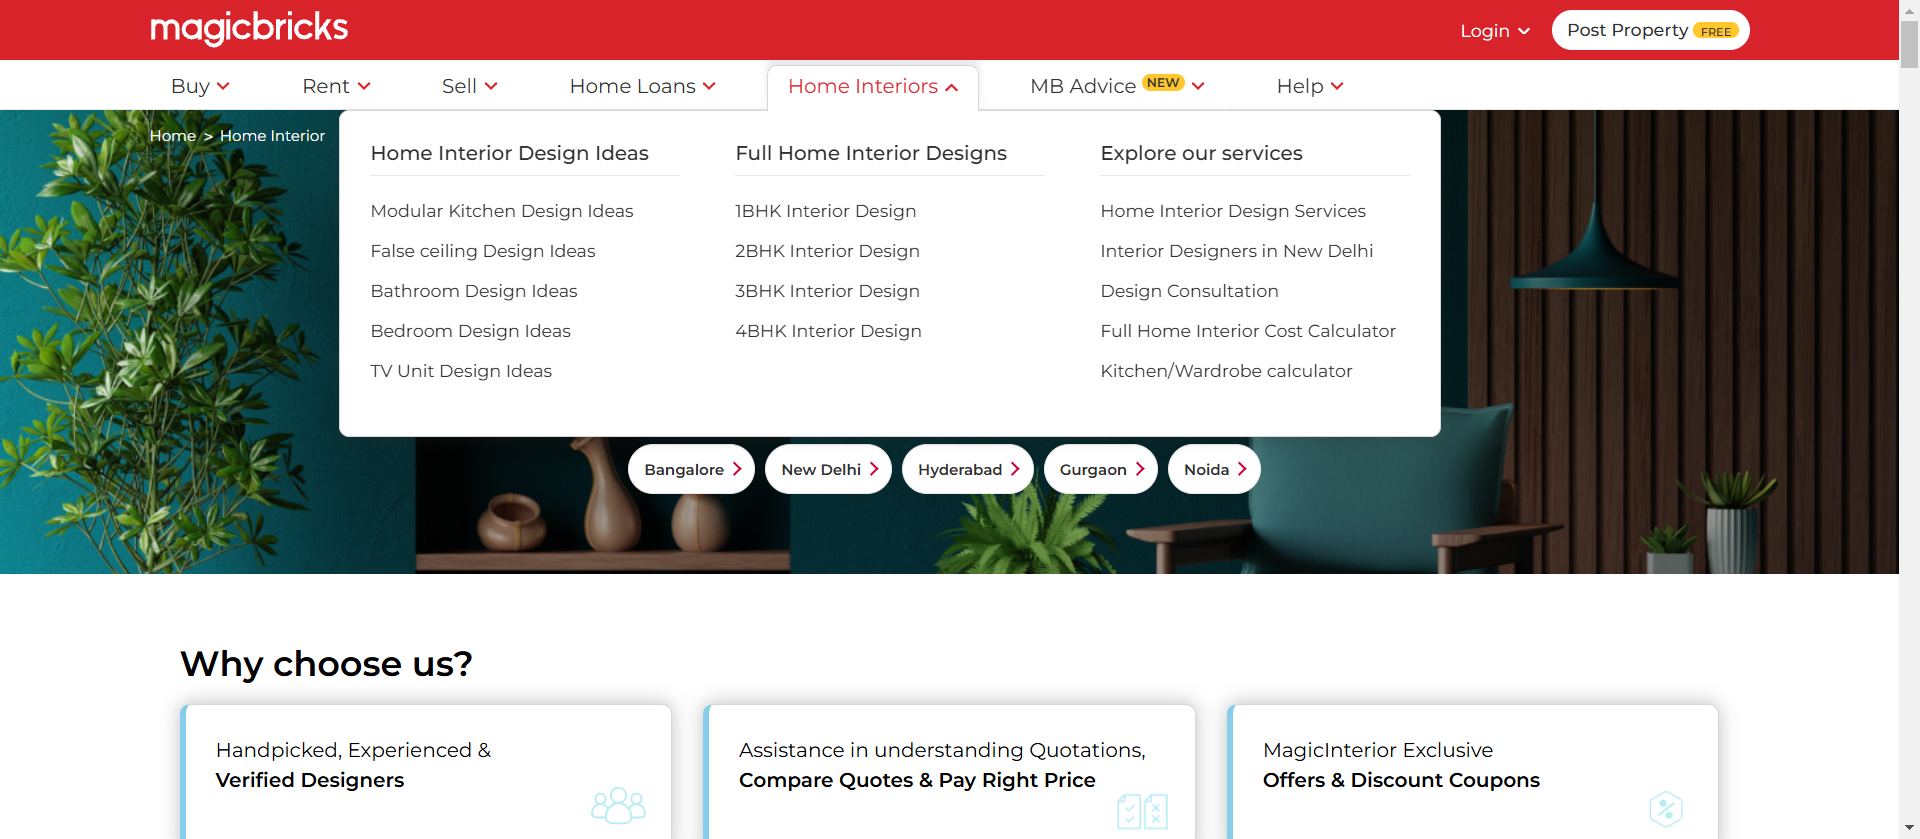 magicbricks
Login
Post Property FREE
Buy
Rent
Sell
Home Loans
Home Interiors
MB Advice NEW
Help
Home > Home Interior
Home Interior Design Ideas
Modular Kitchen Design Ideas
False ceiling Design Ideas
Bathroom Design Ideas
Bedroom Design Ideas
TV Unit Design Ideas
Full Home Interior Designs
1BHK Interior Design
2BHK Interior Design
3BHK Interior Design
4BHK Interior Design
Explore our services
Home Interior Design Services
Interior Designers in New Delhi
Design Consultation
Full Home Interior Cost Calculator
Kitchen/Wardrobe calculator
Bangalore
New Delhi
Hyderabad
Gurgaon
Noida
Why choose us?
Handpicked, Experienced &
Verified Designers
Assistance in understanding Quotations,
Compare Quotes & Pay Right Price
MagicInterior Exclusive
Offers & Discount Coupons